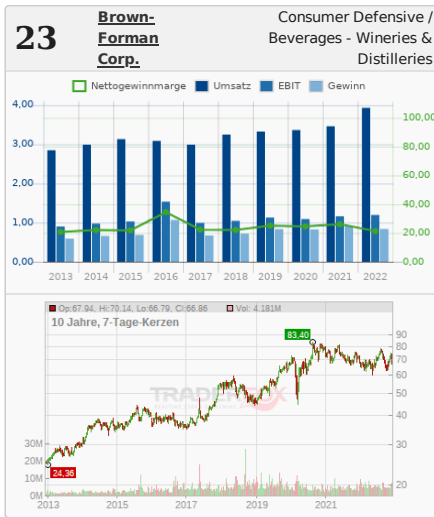 23
Brown-
Forman
Corp.
Consumer Defensive /
Beverages - Wineries &
Distilleries
Nettogewinnmarge Umsatz EBIT Gewinn
4,00
3,00
2,00
1,00
0,00
100,00
80,00
60,00
40,00
20,00
0,00
2013 2014 2015 2016 2017 2018 2019 2020 2021 2022
Op:67.94, Hi:70.14, Lo:66.79, Cl:66.86 Vol: 4.181M
10 Jahre, 7-Tage-Kerzen
83,40
90
80
70
60
50
40
30
20
24,36
30M
20M
10M
0M
2013 2015 2017 2019 2021